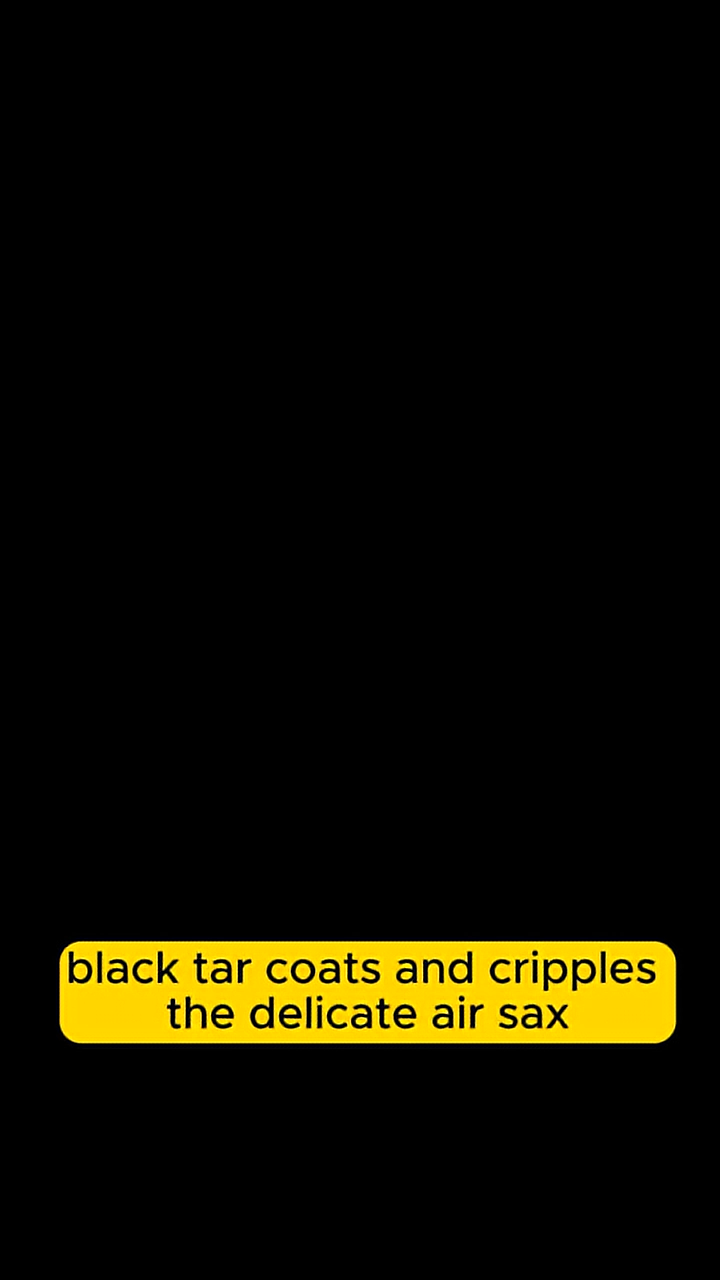 black tar coats and cripples
the delicate air sax